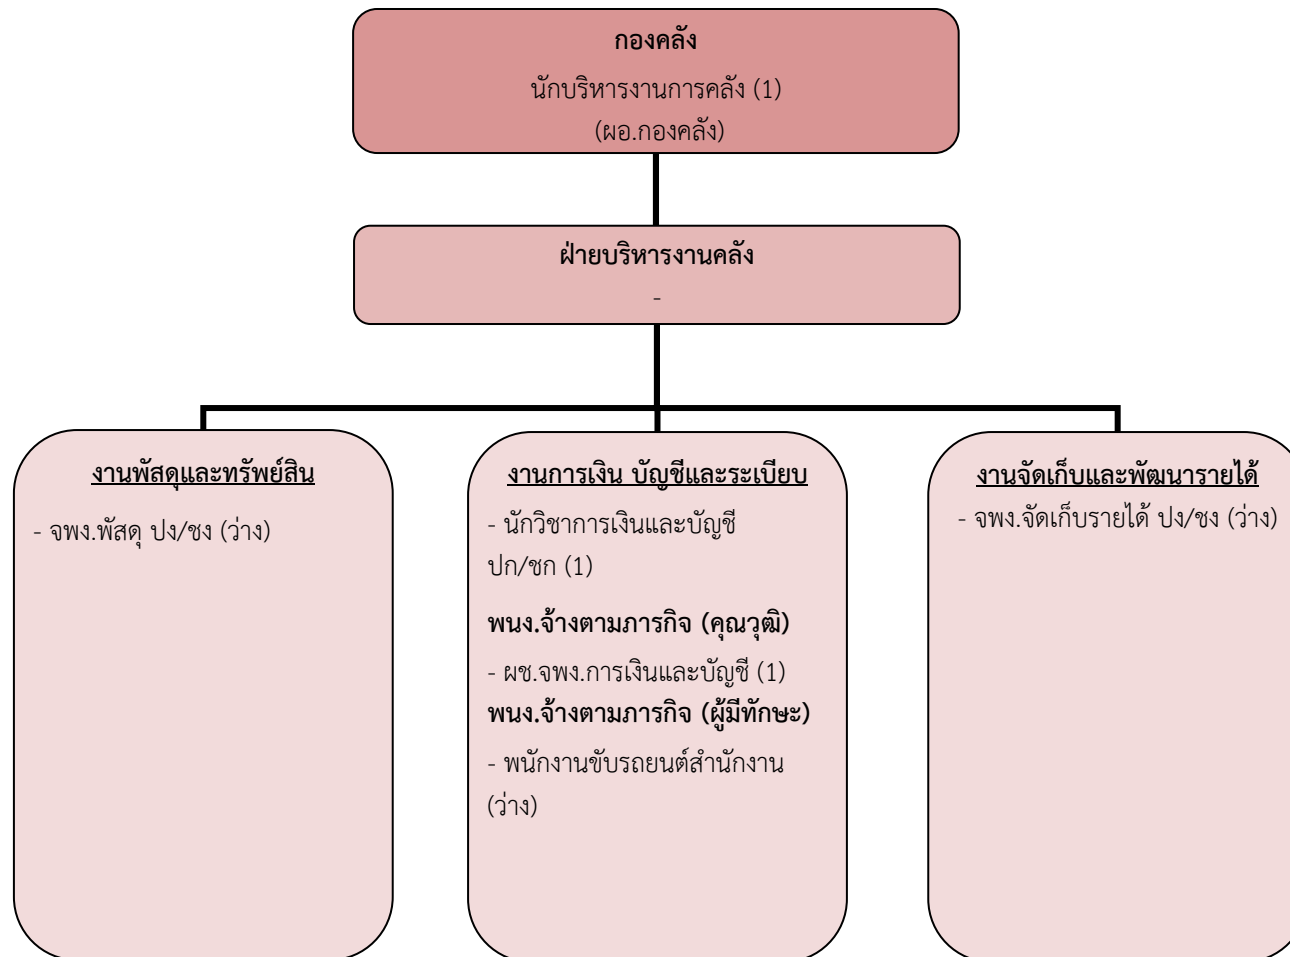 กองคลัง
นักบริหารงานการคลัง (1)
(ผอ.กองคลัง)
ฝ่ายบริหารงานคลัง
-
งานพัสดุและทรัพย์สิน
- จพง.พัสดุ ปง/ชง (ว่าง)
งานการเงิน บัญชีและระเบียบ
- นักวิชาการเงินและบัญชี
ปก/ชก (1)
พนง.จ้างตามภารกิจ (คุณวุฒิ)
- ผช.จพง.การเงินและบัญชี (1)
พนง.จ้างตามภารกิจ (ผู้มีทักษะ)
- พนักงานขับรถยนต์สำนักงาน
(ว่าง)
งานจัดเก็บและพัฒนารายได้
- จพง.จัดเก็บรายได้ ปง/ชง (ว่าง)